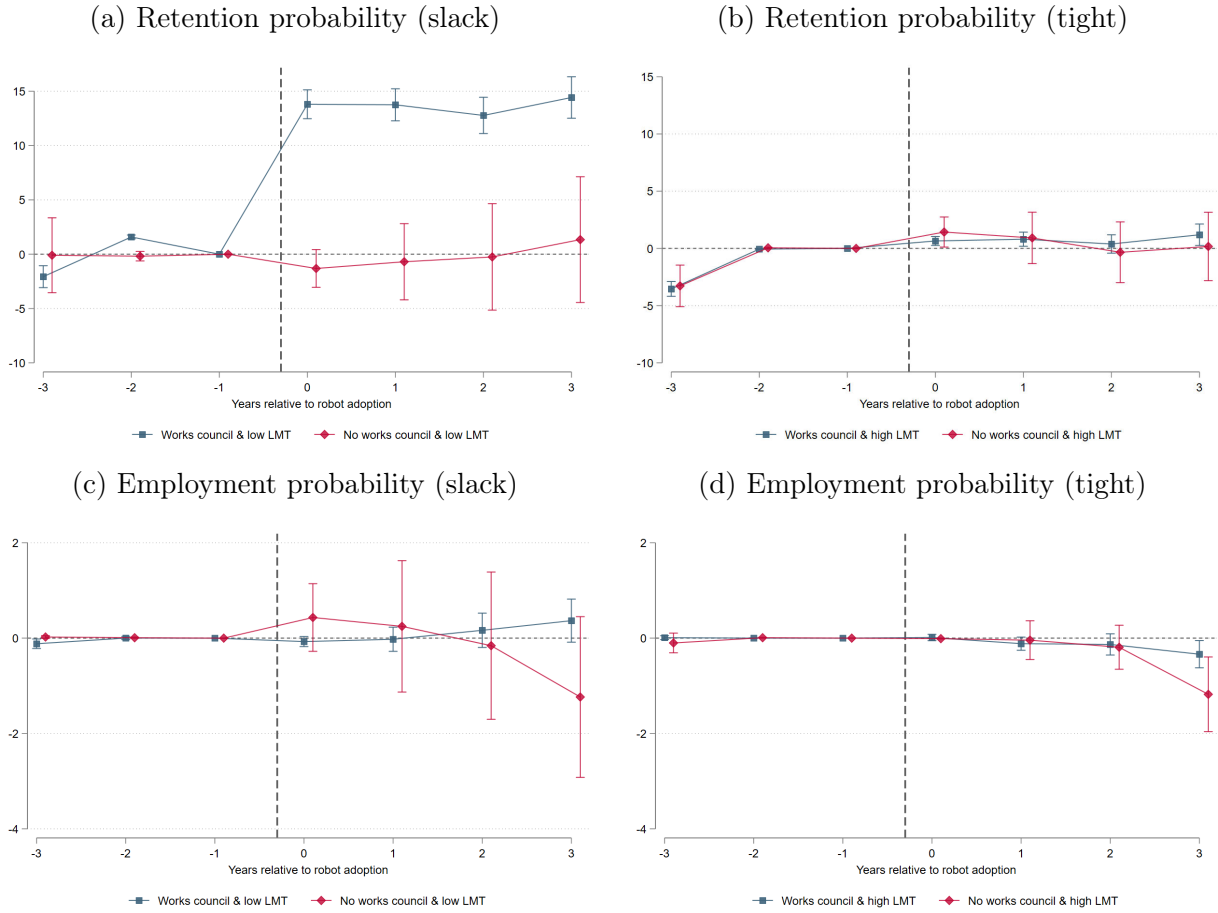 (a) Retention probability (slack)
(b) Retention probability (tight)
15
10
5
0
-5
-10
-3 -2 -1 0 1 2 3
Years relative to robot adoption
Works council & low LMT No works council & low LMT
15
10
5
0
-5
-10
-3 -2 -1 0 1 2 3
Years relative to robot adoption
Works council & high LMT No works council & high LMT
(c) Employment probability (slack)
(d) Employment probability (tight)
2
0
-2
-4
-3 -2 -1 0 1 2 3
Years relative to robot adoption
Works council & low LMT No works council & low LMT
2
0
-2
-4
-3 -2 -1 0 1 2 3
Years relative to robot adoption
Works council & high LMT No works council & high LMT